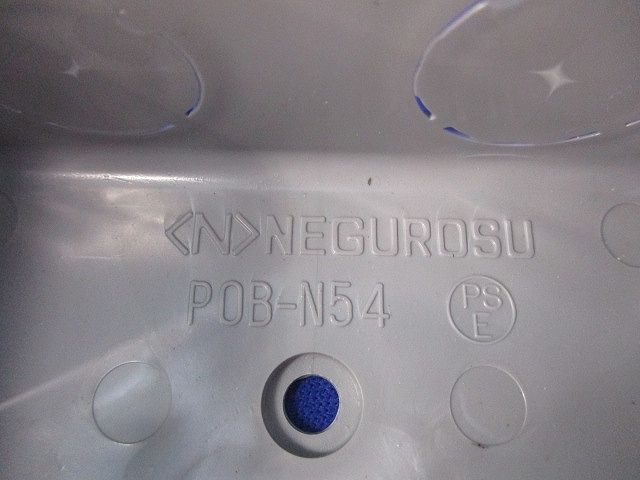 <N> NEGUROSU
POB-N54
PS
E